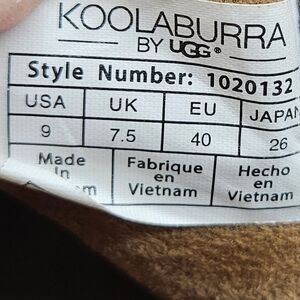 KOOLABURRA
BY UGG®
Style Number: 1020132
USA UK EU JAPAN
9 7.5 40 26
Made Fabrique Hecho
In en en
Vietnam Vietnam